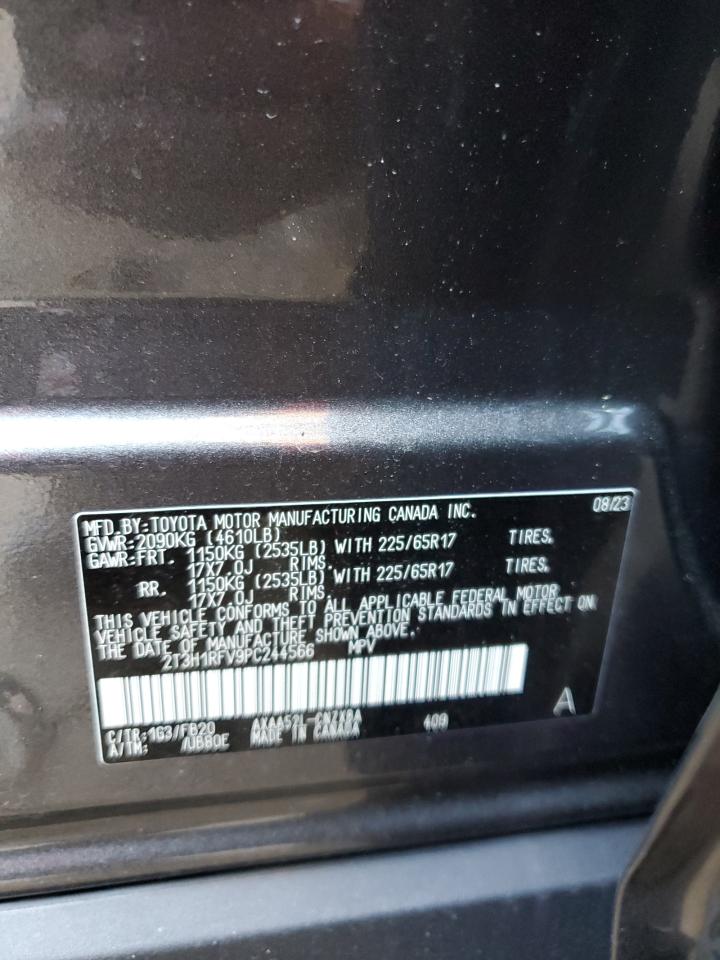 08/23
MFD.BY:TOYOTA MOTOR MANUFACTURING CANADA INC.
GVWR:2090KG (4610LB)
GAWR:FRT. 1150KG (2535LB) WITH 225/65R17 TIRES.
17X7.0J RIMS.
RR. 1150KG (2535LB) WITH 225/65R17 TIRES.
17X7.0J RIMS.
THIS VEHICLE CONFORMS TO ALL APPLICABLE FEDERAL MOTOR
VEHICLE SAFETY AND THEFT PREVENTION STANDARDS IN EFFECT ON
THE DATE OF MANUFACTURE SHOWN ABOVE.
2T3H1RFV9PC244566 MPV
A
C/TR:1G3/FB20 409
A/TM: /UB80E MADE IN CANADA